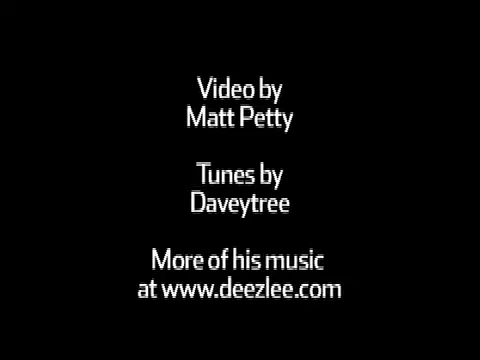 Video by
Matt Petty
Tunes by
Daveytree
More of his music
at www.deezlee.com